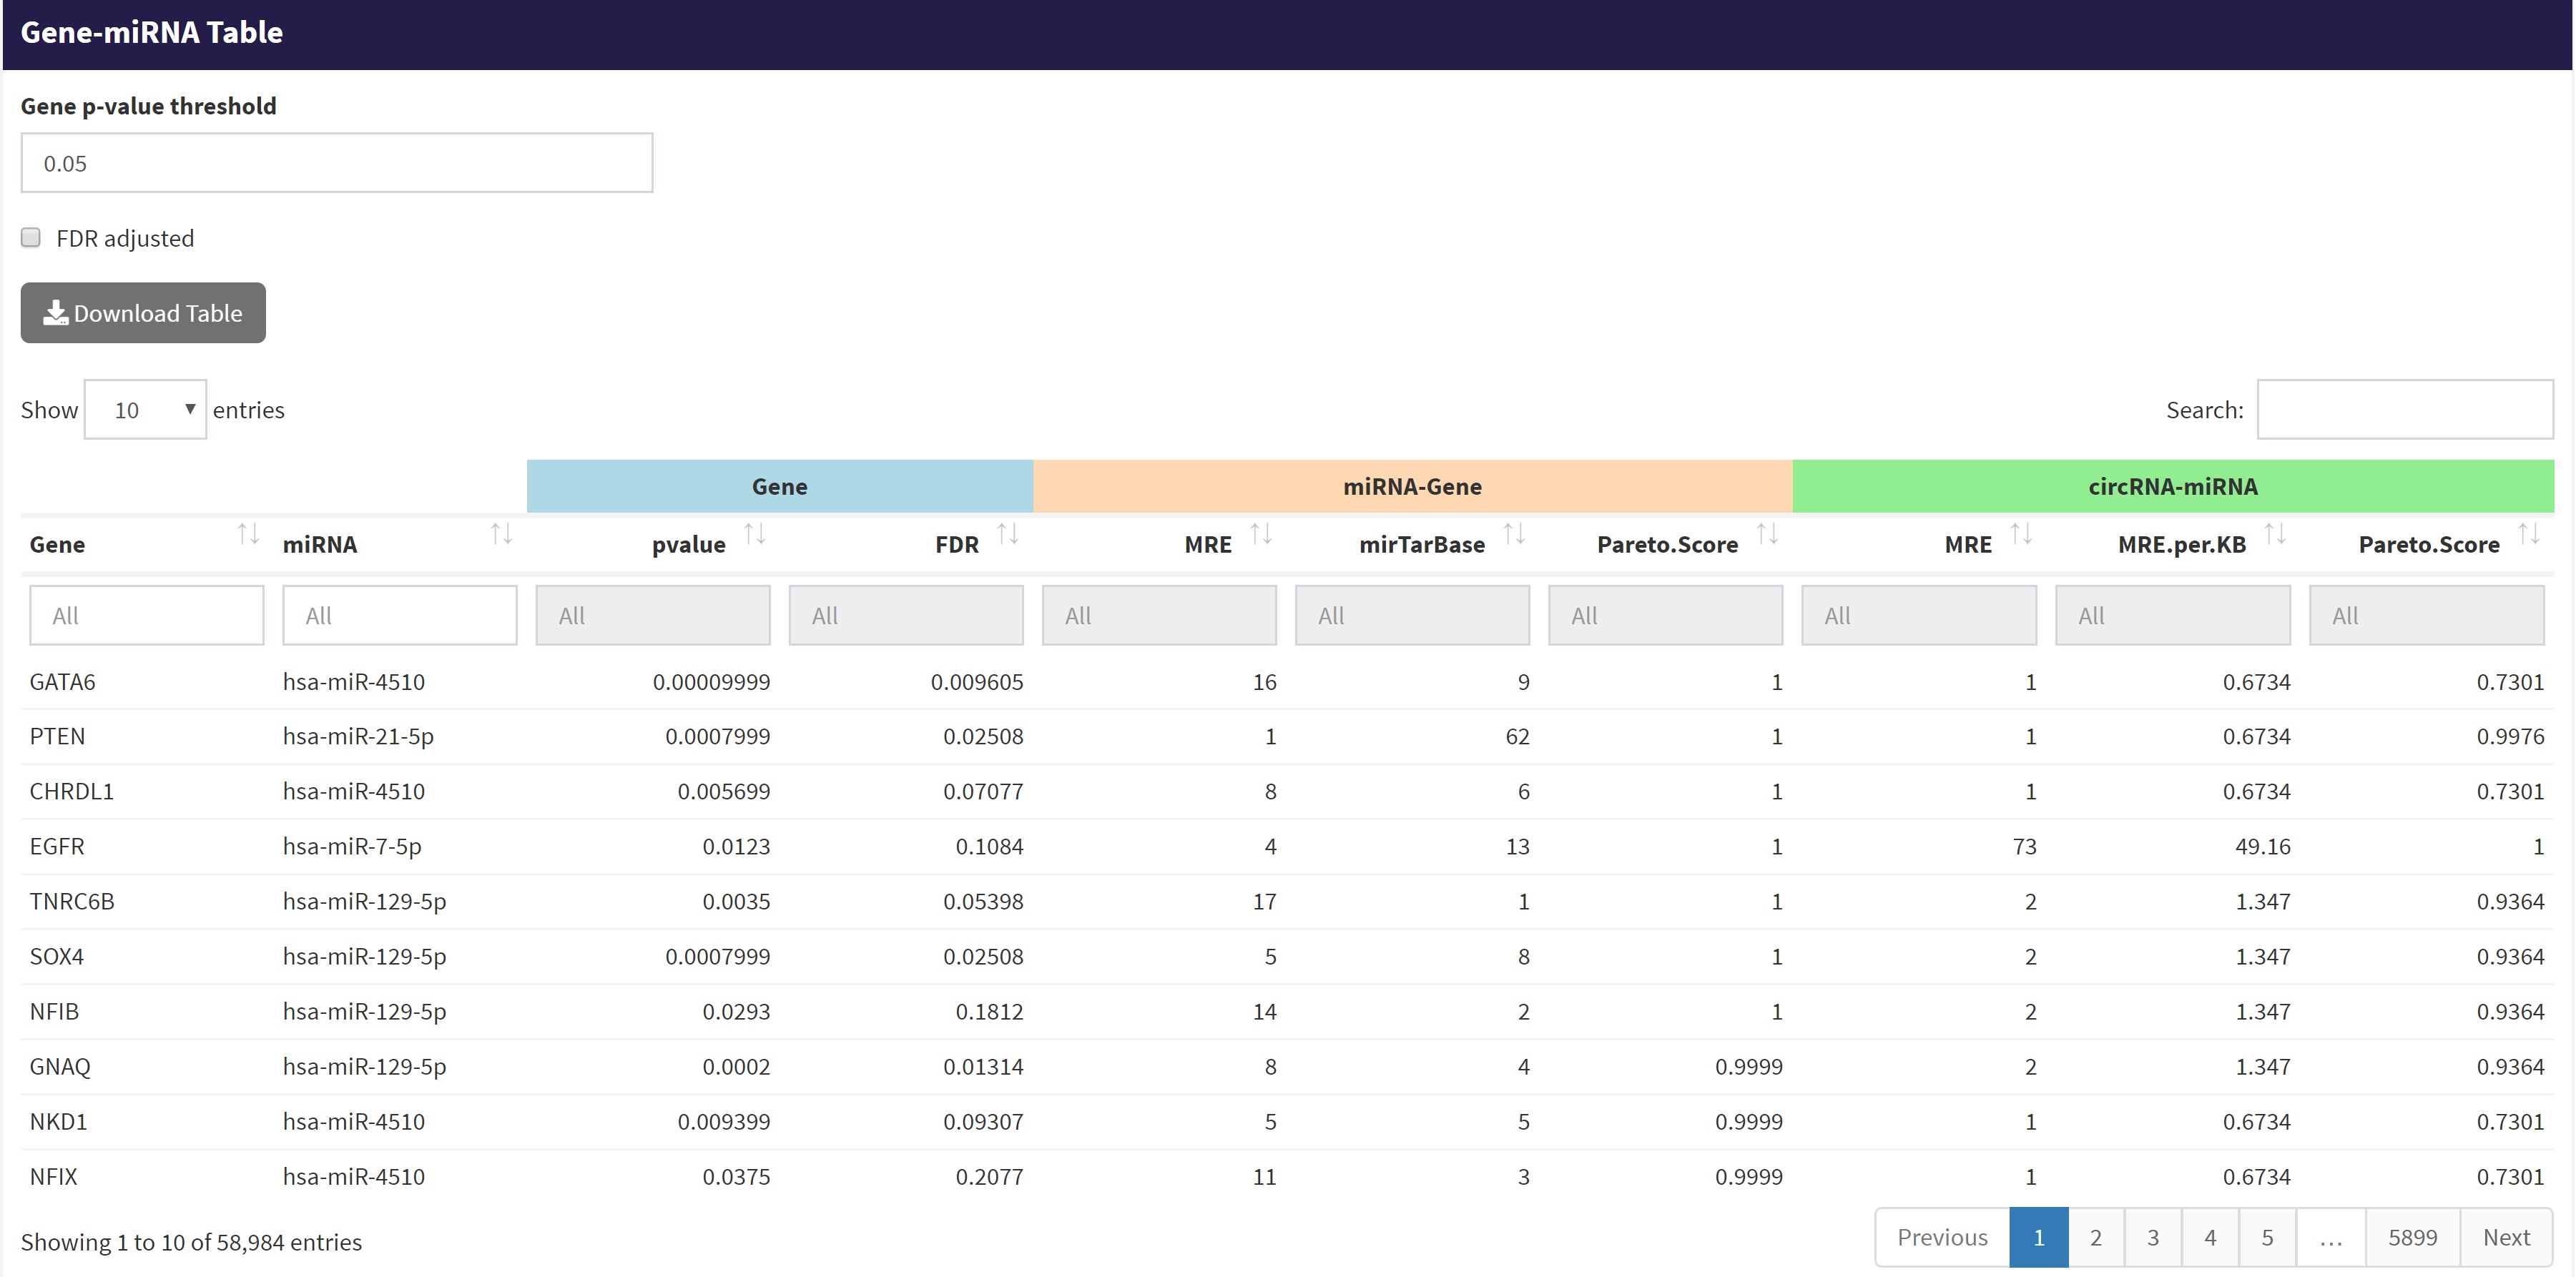 Gene-miRNA Table
Gene p-value threshold
0.05
FDR adjusted
Download Table
Show 10 entries Search:
Gene miRNA-Gene circRNA-miRNA
Gene miRNA pvalue FDR MRE mirTarBase Pareto.Score MRE MRE.per.KB Pareto.Score
All All All All All All All All All All
GATA6 hsa-miR-4510 0.00009999 0.009605 16 9 1 1 0.6734 0.7301
PTEN hsa-miR-21-5p 0.0007999 0.02508 1 62 1 1 0.6734 0.9976
CHRDL1 hsa-miR-4510 0.005699 0.07077 8 6 1 1 0.6734 0.7301
EGFR hsa-miR-7-5p 0.0123 0.1084 4 13 1 73 49.16 1
TNRC6B hsa-miR-129-5p 0.0035 0.05398 17 1 1 2 1.347 0.9364
SOX4 hsa-miR-129-5p 0.0007999 0.02508 5 8 1 2 1.347 0.9364
NFIB hsa-miR-129-5p 0.0293 0.1812 14 2 1 2 1.347 0.9364
GNAQ hsa-miR-129-5p 0.0002 0.01314 8 4 0.9999 2 1.347 0.9364
NKD1 hsa-miR-4510 0.009399 0.09307 5 5 0.9999 1 0.6734 0.7301
NFIX hsa-miR-4510 0.0375 0.2077 11 3 0.9999 1 0.6734 0.7301
Showing 1 to 10 of 58,984 entries Previous 1 2 3 4 5 ... 5899 Next